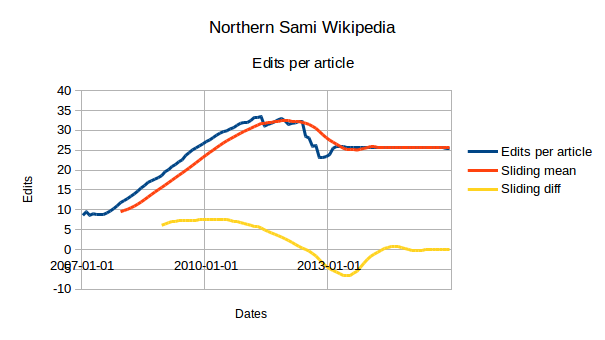 Northern Sami Wikipedia
Edits per article
40
35
30
25
20
15
10
5
0
-5
-10
2007-01-01 2010-01-01 2013-01-01
Edits
Dates
Edits per article
Sliding mean
Sliding diff